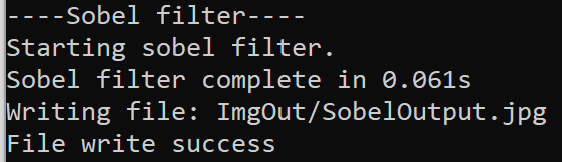 ----Sobel filter----
Starting sobel filter.
Sobel filter complete in 0.061s
Writing file: ImgOut/SobelOutput.jpg
File write success